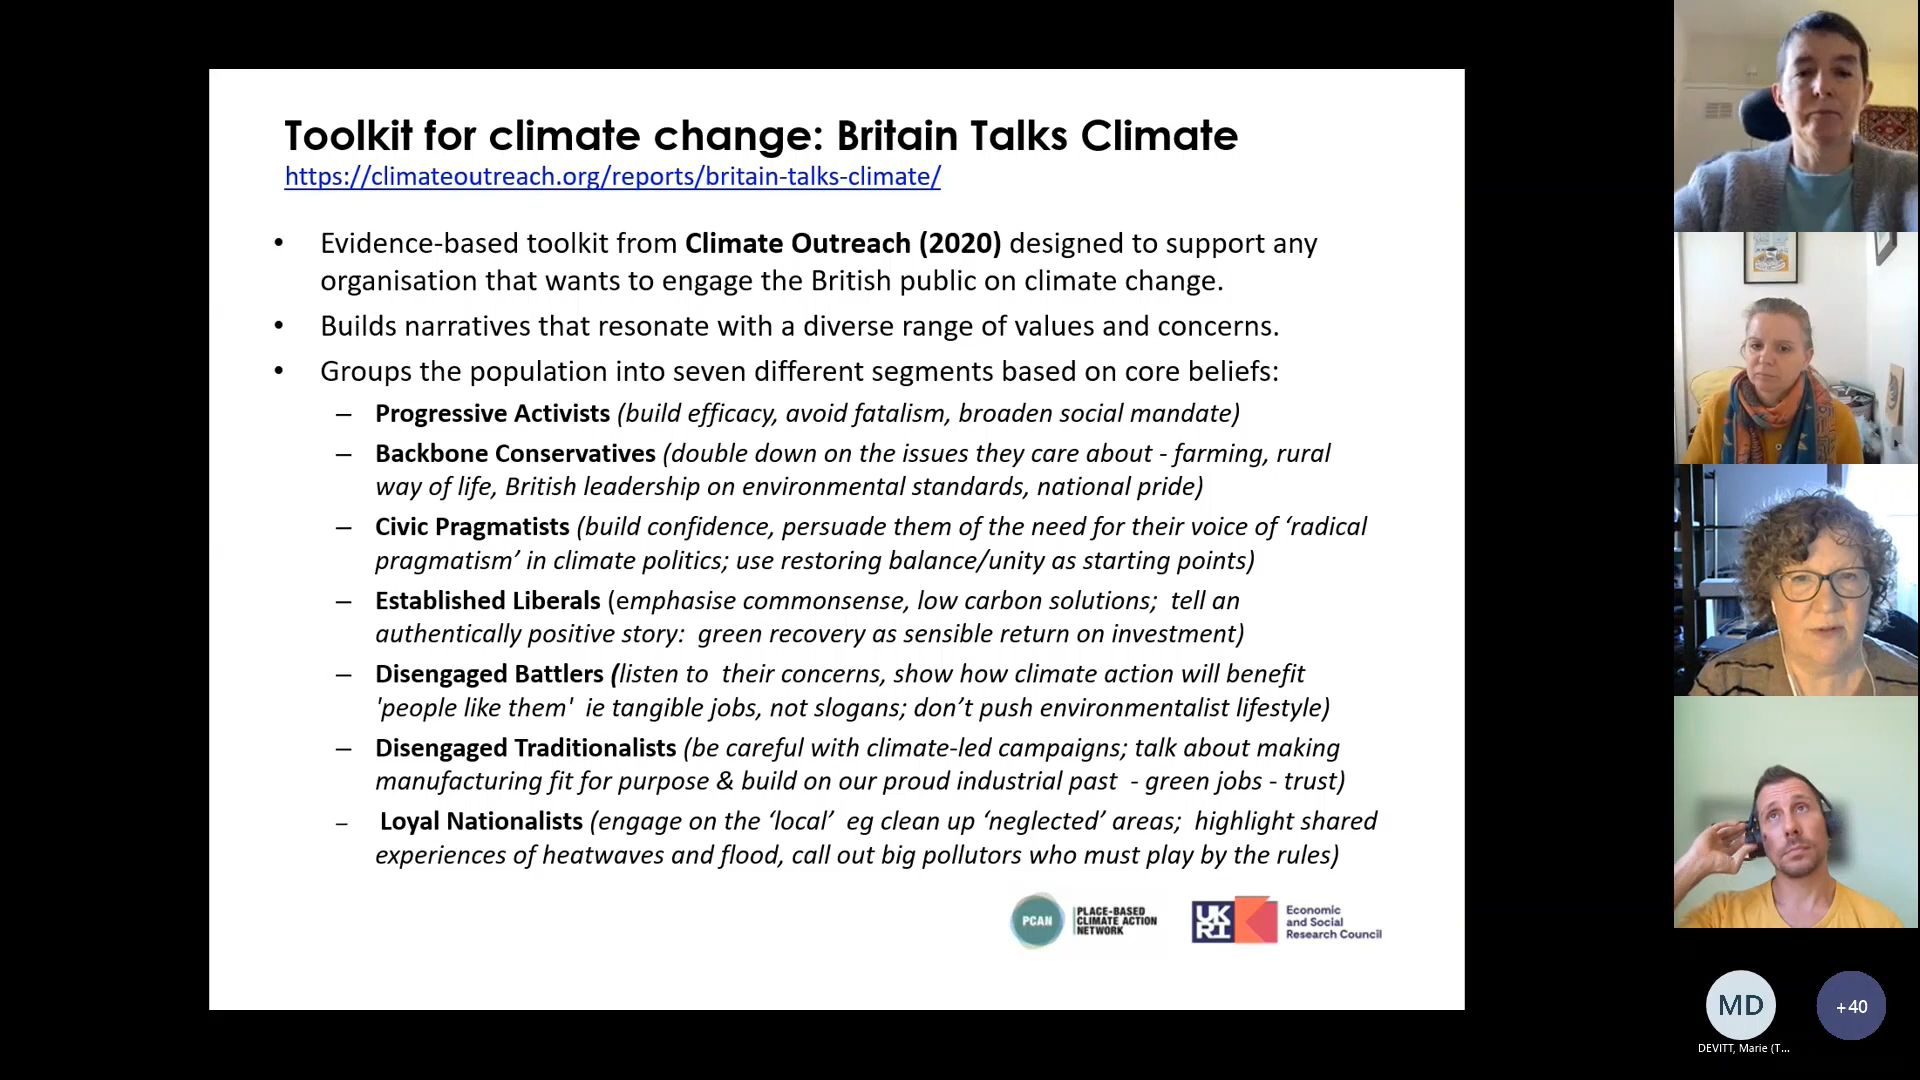 Toolkit for climate change: Britain Talks Climate
https://climateoutreach.org/reports/britain-talks-climate/
• Evidence-based toolkit from Climate Outreach (2020) designed to support any
organisation that wants to engage the British public on climate change.
• Builds narratives that resonate with a diverse range of values and concerns.
• Groups the population into seven different segments based on core beliefs:
– Progressive Activists (build efficacy, avoid fatalism, broaden social mandate)
– Backbone Conservatives (double down on the issues they care about - farming, rural
way of life, British leadership on environmental standards, national pride)
– Civic Pragmatists (build confidence, persuade them of the need for their voice of ‘radical
pragmatism’ in climate politics; use restoring balance/unity as starting points)
– Established Liberals (emphasise commonsense, low carbon solutions;  tell an
authentically positive story:  green recovery as sensible return on investment)
– Disengaged Battlers (listen to  their concerns, show how climate action will benefit
'people like them'  ie tangible jobs, not slogans; don’t push environmentalist lifestyle)
– Disengaged Traditionalists (be careful with climate-led campaigns; talk about making
manufacturing fit for purpose & build on our proud industrial past  - green jobs - trust)
– Loyal Nationalists (engage on the ‘local’  eg clean up ‘neglected’ areas;  highlight shared
experiences of heatwaves and flood, call out big pollutors who must play by the rules)
PCAN
PLACE-BASED
CLIMATE ACTION
NETWORK
UK
RI
Economic
and Social
Research Council
MD
+40
DEVITT, Marie (T...